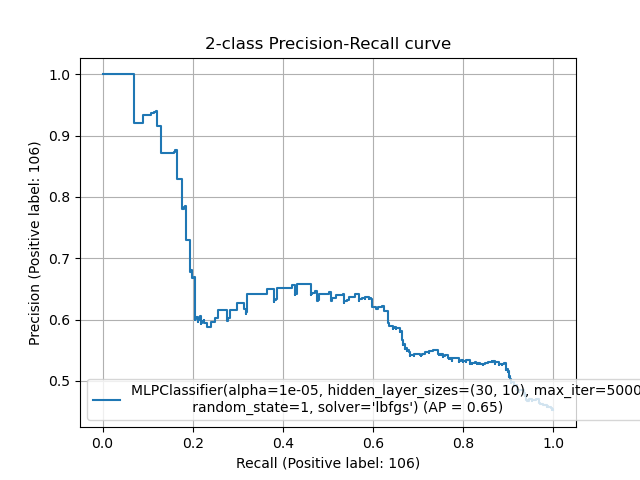 2-class Precision-Recall curve
1.0
0.9
0.8
0.7
0.6
0.5
Precision (Positive label: 106)
MLPClassifier(alpha=1e-05, hidden_layer_sizes=(30, 10), max_iter=5000
random_state=1, solver='lbfgs') (AP = 0.65)
0.0 0.2 0.4 0.6 0.8 1.0
Recall (Positive label: 106)